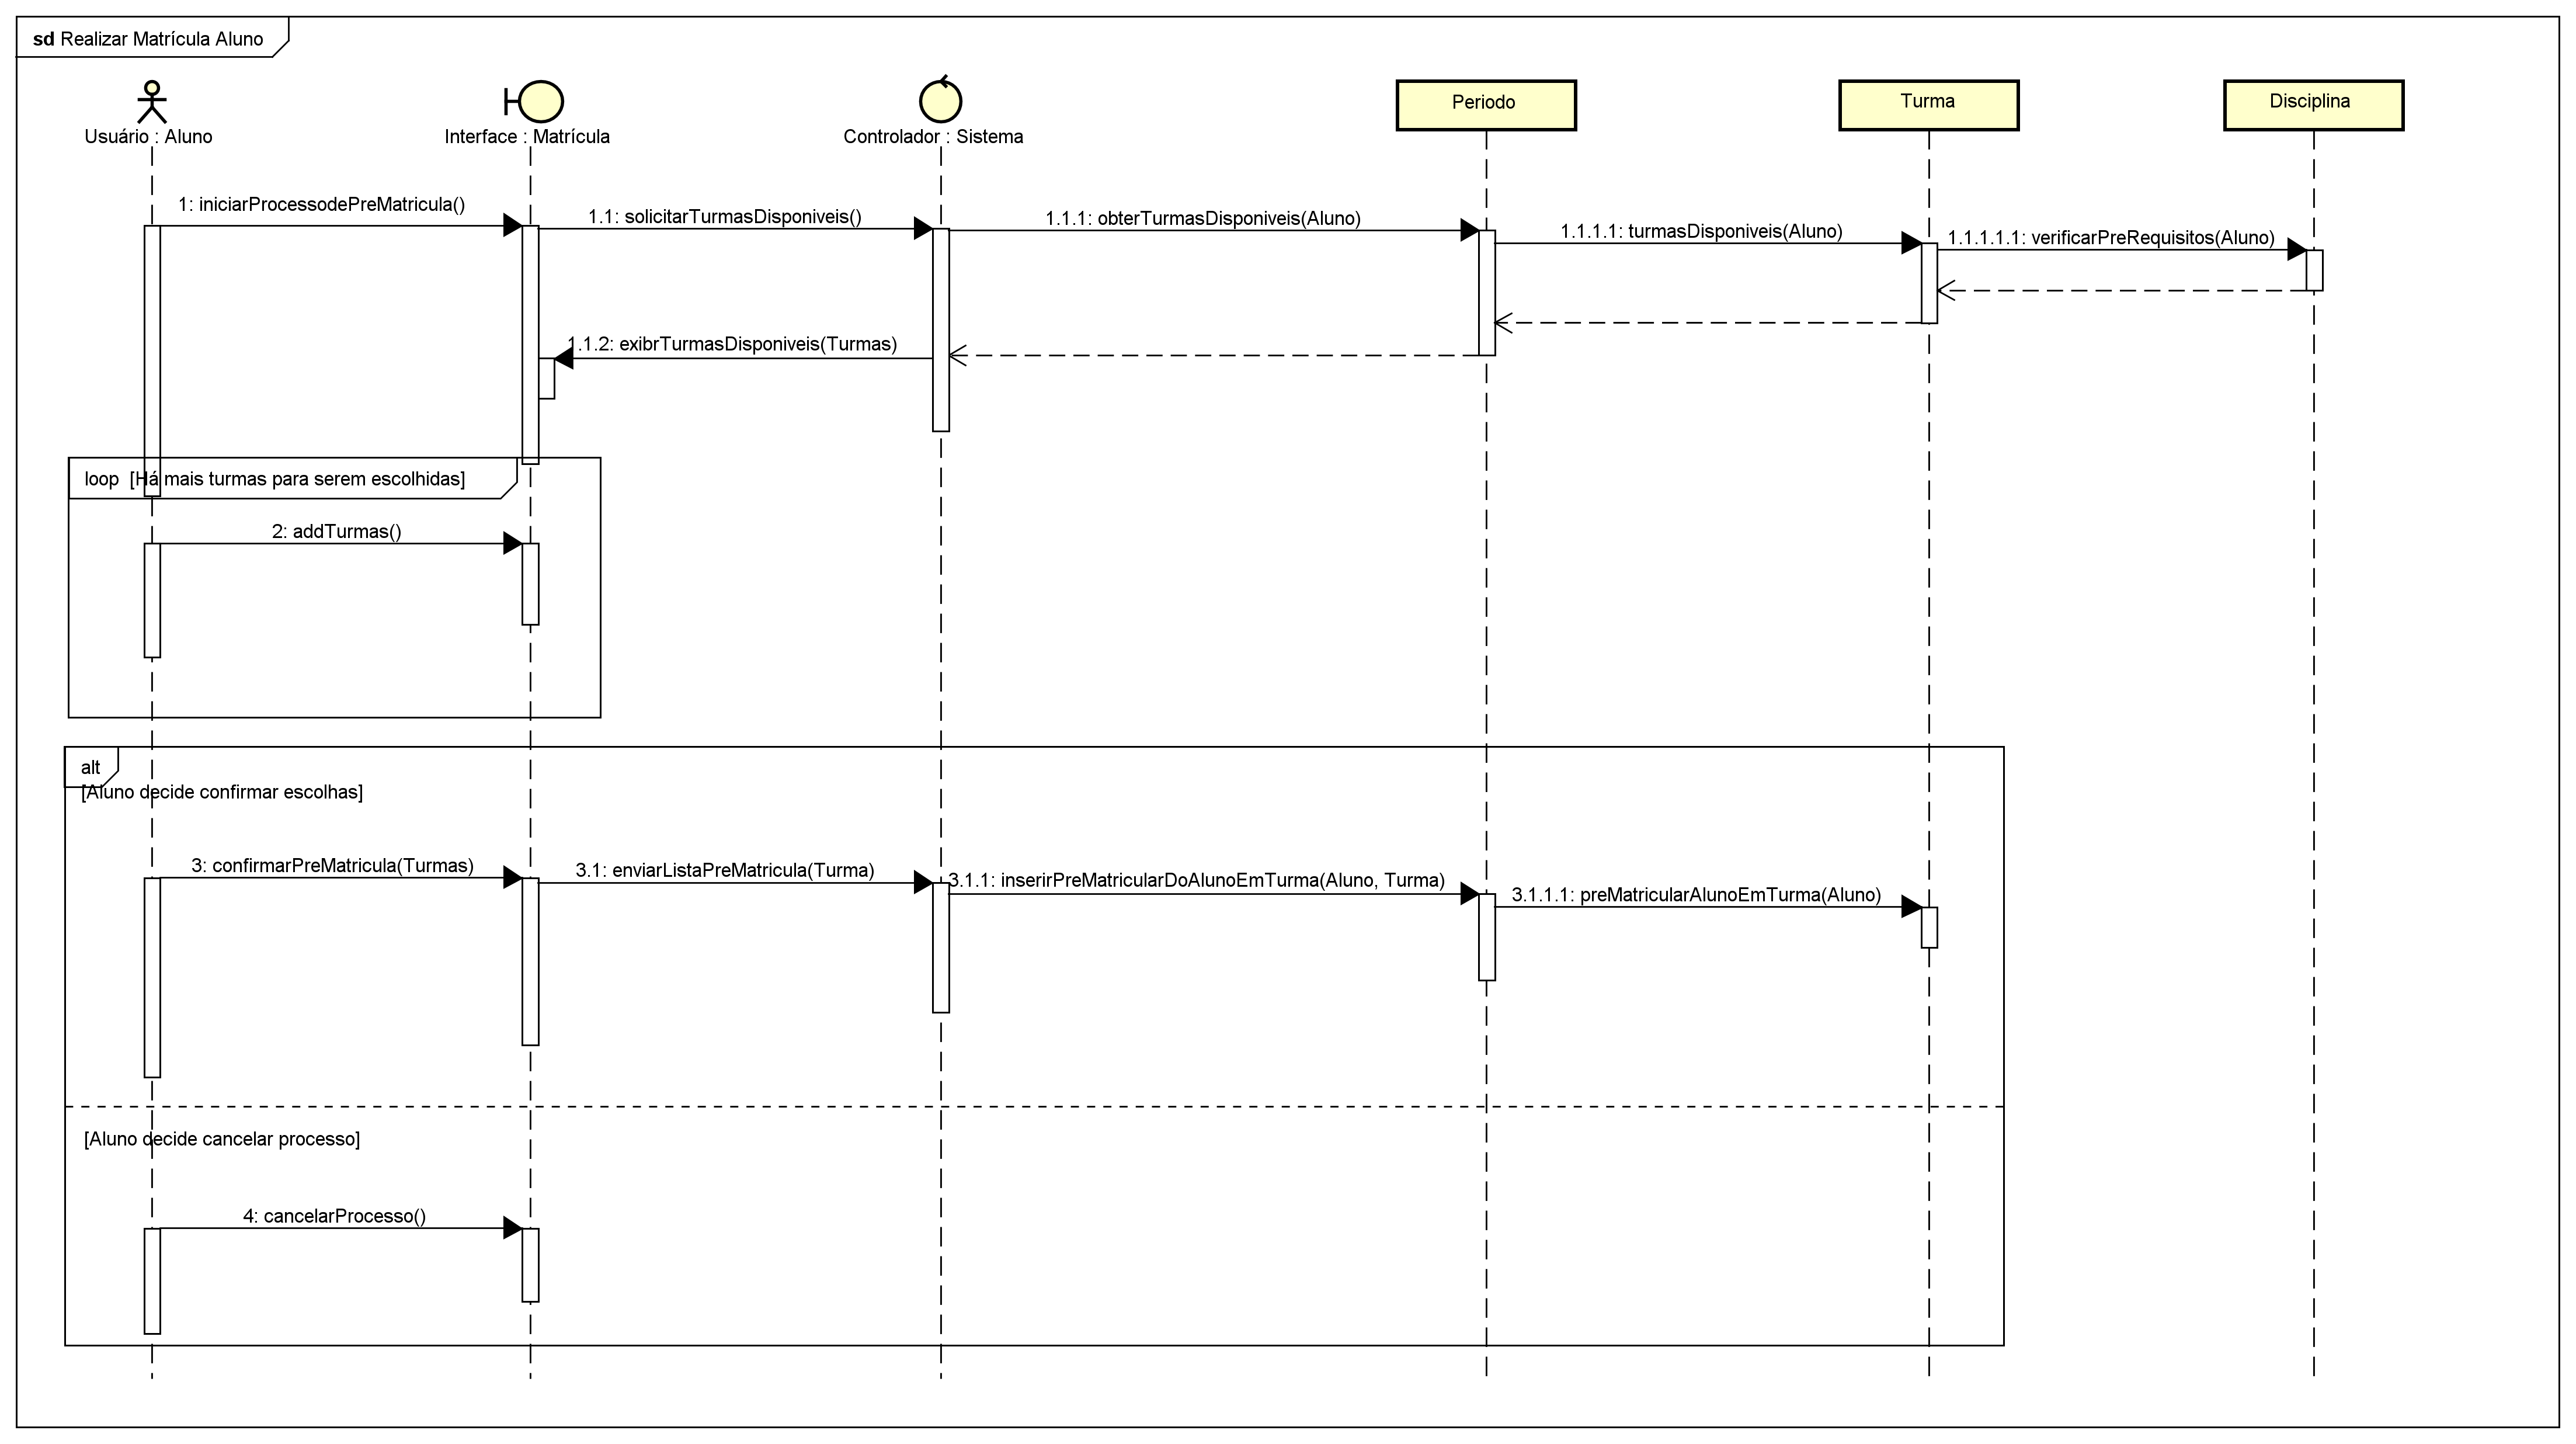 sd Realizar Matrícula Aluno
Usuário : Aluno
Interface : Matrícula
Controlador : Sistema
Periodo
Turma
Disciplina
1: iniciarProcessodePreMatricula()
1.1: solicitarTurmasDisponiveis()
1.1.1: obterTurmasDisponiveis(Aluno)
1.1.1.1: turmasDisponiveis(Aluno)
1.1.1.1.1: verificarPreRequisitos(Aluno)
1.1.2: exibrTurmasDisponiveis(Turmas)
loop [Há mais turmas para serem escolhidas]
2: addTurmas()
alt
[Aluno decide confirmar escolhas]
3: confirmarPreMatricula(Turmas)
3.1: enviarListaPreMatricula(Turma)
3.1.1: inserirPreMatricularDoAlunoEmTurma(Aluno, Turma)
3.1.1.1: preMatricularAlunoEmTurma(Aluno)
[Aluno decide cancelar processo]
4: cancelarProcesso()